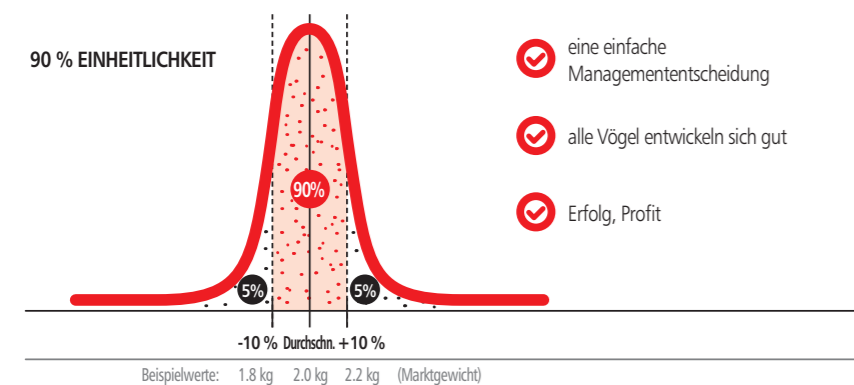 90 % EINHEITLICHKEIT
eine einfache
Managemententscheidung
alle Vögel entwickeln sich gut
90%
Erfolg, Profit
5%
5%
-10 % Durchschn. +10 %
Beispielwerte: 1.8 kg 2.0 kg 2.2 kg (Marktgewicht)